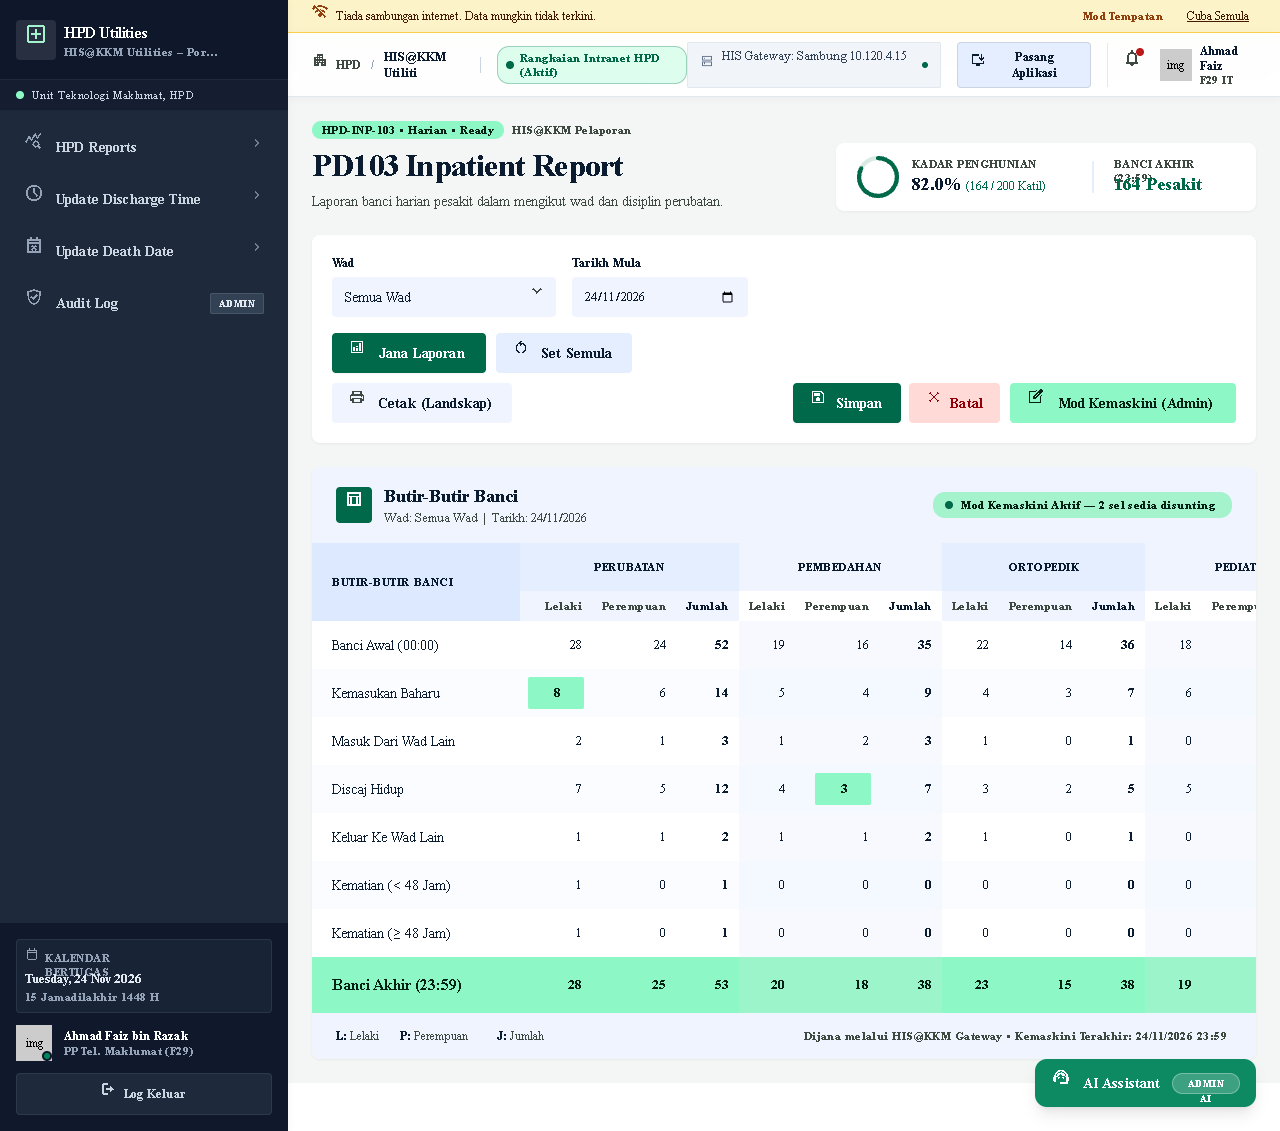 HPD Utilities
HIS@KKM Utilities – Por...
Unit Teknologi Maklumat, HPD
HPD Reports
Update Discharge Time
Update Death Date
Audit Log
ADMIN
KALENDAR
BERTUGAS
Tuesday, 24 Nov 2026
15 Jamadilakhir 1448 H
img
Ahmad Faiz bin Razak
PP Tel. Maklumat (F29)
Log Keluar
Tiada sambungan internet. Data mungkin tidak terkini.
Mod Tempatan
Cuba Semula
HPD / HIS@KKM
Utiliti
Rangkaian Intranet HPD
(Aktif)
HIS Gateway: Sambung 10.120.4.15
Pasang
Aplikasi
img
Ahmad
Faiz
F29 IT
HPD-INP-103 • Harian • Ready
HIS@KKM Pelaporan
PD103 Inpatient Report
Laporan banci harian pesakit dalam mengikut wad dan disiplin perubatan.
KADAR PENGHUNIAN
82.0% (164 / 200 Katil)
BANCI AKHIR
(23:59)
164 Pesakit
Wad
Semua Wad
Tarikh Mula
24/11/2026
Jana Laporan
Set Semula
Cetak (Landskap)
Simpan
Batal
Mod Kemaskini (Admin)
Butir-Butir Banci
Wad: Semua Wad | Tarikh: 24/11/2026
Mod Kemaskini Aktif — 2 sel sedia disunting
BUTIR-BUTIR BANCI PERUBATAN PEMBEDAHAN ORTOPEDIK PEDIAT
Lelaki Perempuan Jumlah Lelaki Perempuan Jumlah Lelaki Perempuan Jumlah Lelaki Peremp
Banci Awal (00:00) 28 24 52 19 16 35 22 14 36 18
Kemasukan Baharu 8 6 14 5 4 9 4 3 7 6
Masuk Dari Wad Lain 2 1 3 1 2 3 1 0 1 0
Discaj Hidup 7 5 12 4 3 7 3 2 5 5
Keluar Ke Wad Lain 1 1 2 1 1 2 1 0 1 0
Kematian (< 48 Jam) 1 0 1 0 0 0 0 0 0 0
Kematian (≥ 48 Jam) 1 0 1 0 0 0 0 0 0 0
Banci Akhir (23:59) 28 25 53 20 18 38 23 15 38 19
L: Lelaki P: Perempuan J: Jumlah
Dijana melalui HIS@KKM Gateway • Kemaskini Terakhir: 24/11/2026 23:59
AI Assistant
ADMIN
AI